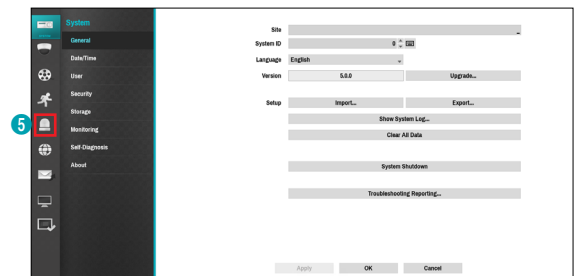 System
General
Date/Time
User
Security
Storage
Monitoring
Self-Diagnosis
About
5
Site
System ID 0
Language English
Version 5.0.0 Upgrade...
Setup Import... Export...
Show System Log...
Clear All Data
System Shutdown
Troubleshooting Reporting...
Apply OK Cancel